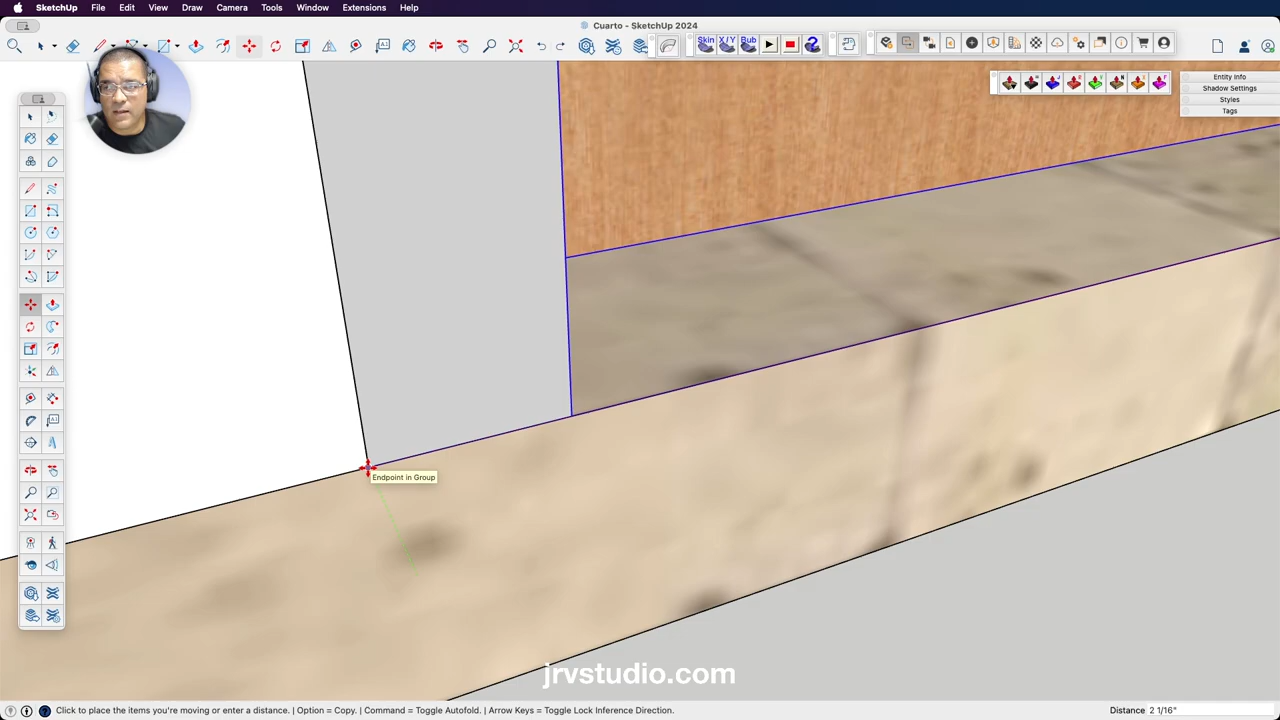 SketchUp File Edit View Draw Camera Tools Window Extensions Help
Cuarto - SketchUp 2024
Skin X/Y Bub
Entity Info
Shadow Settings
Styles
Tags
Endpoint in Group
jrvstudio.com
Click to place the items you're moving or enter a distance. | Option = Copy. | Command = Toggle Autofold. | Arrow Keys = Toggle Lock Inference Direction.
Distance 2 1/16"